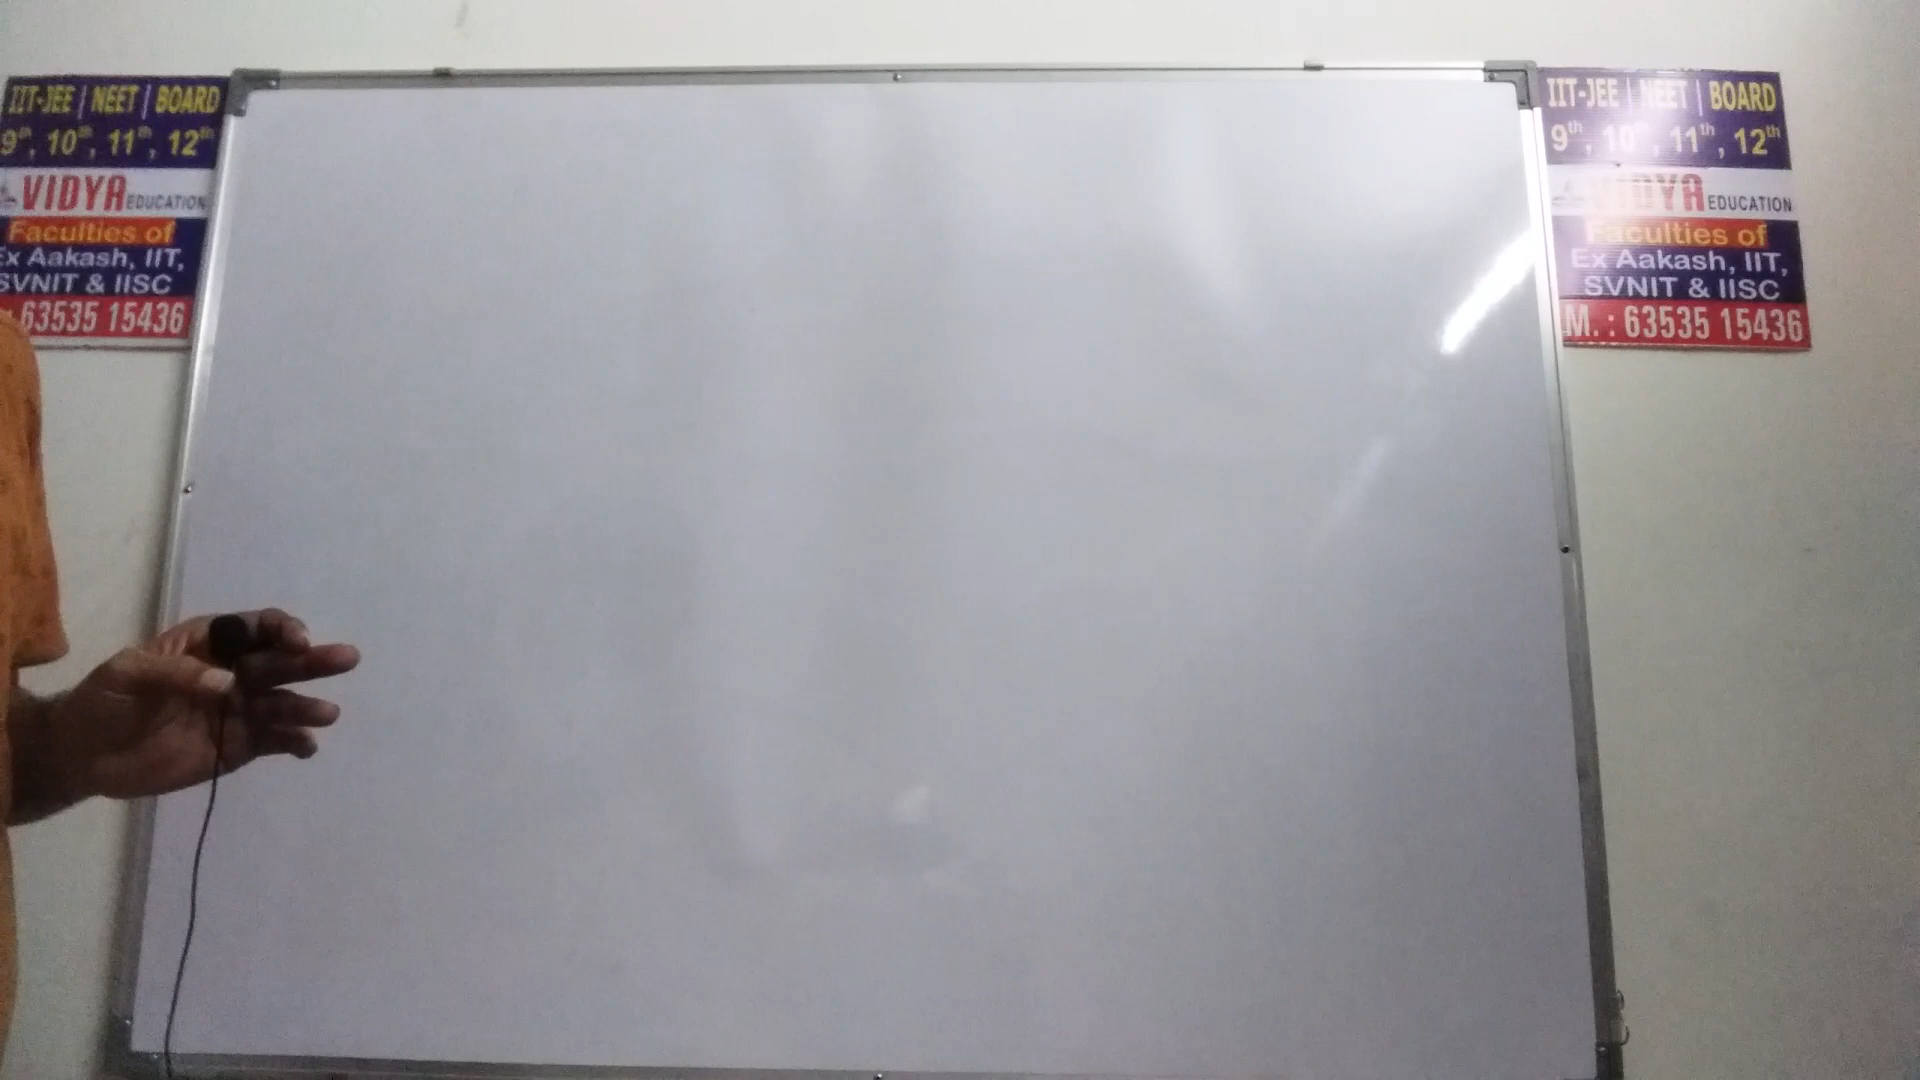 IIT-JEE | NEET | BOARD
9th, 10th, 11th, 12th
VIDYA EDUCATION
Faculties of
Ex Aakash, IIT,
SVNIT & IISC
: 63535 15436
IIT-JEE | NEET | BOARD
9th, 10th, 11th, 12th
VIDYA EDUCATION
Faculties of
Ex Aakash, IIT,
SVNIT & IISC
M. : 63535 15436